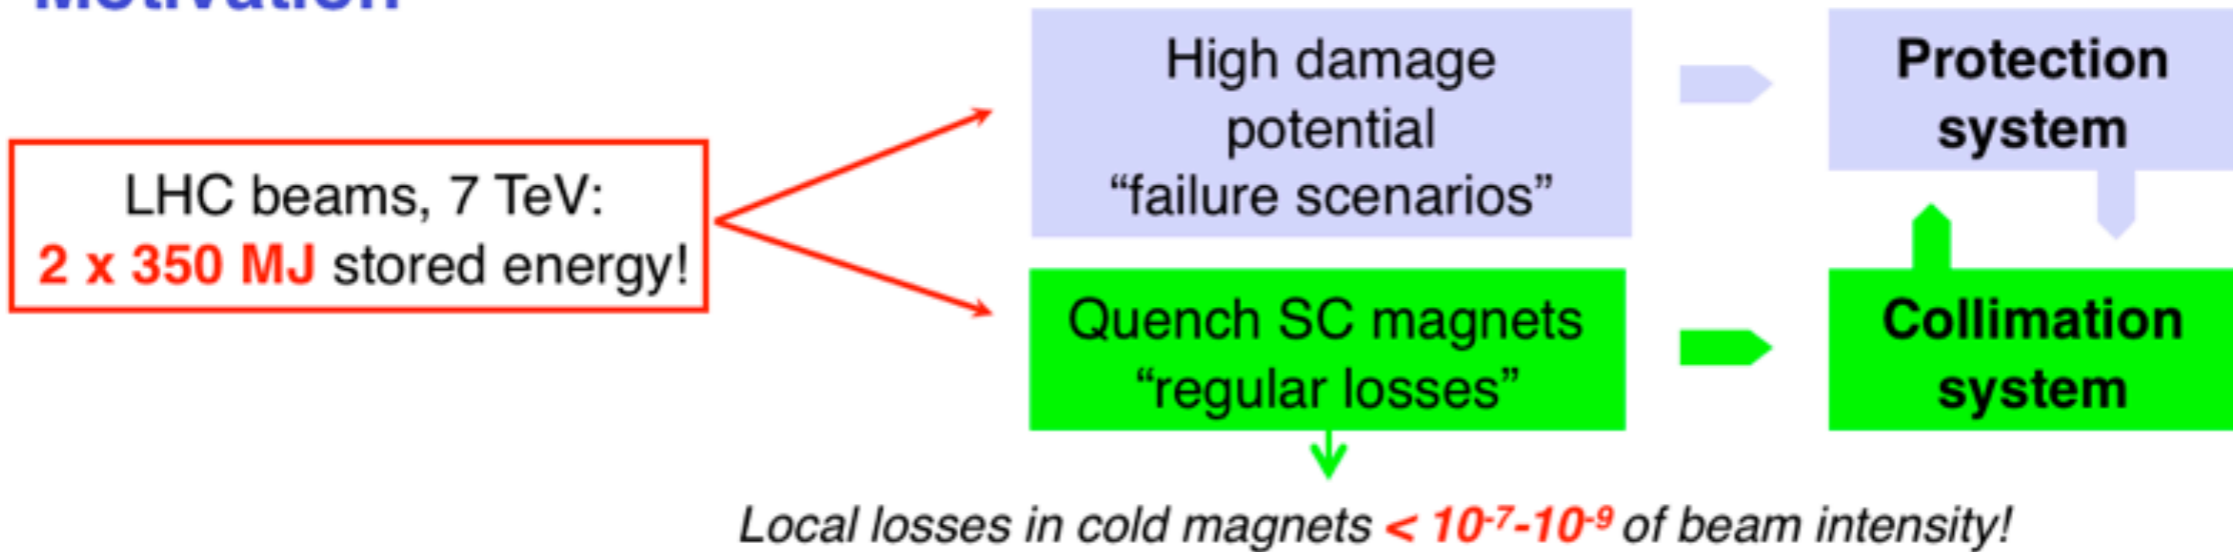 Motivation
LHC beams, 7 TeV:
2 x 350 MJ stored energy!
High damage
potential
“failure scenarios”
Protection
system
Quench SC magnets
“regular losses”
Collimation
system
Local losses in cold magnets < 10⁻⁷-10⁻⁹ of beam intensity!